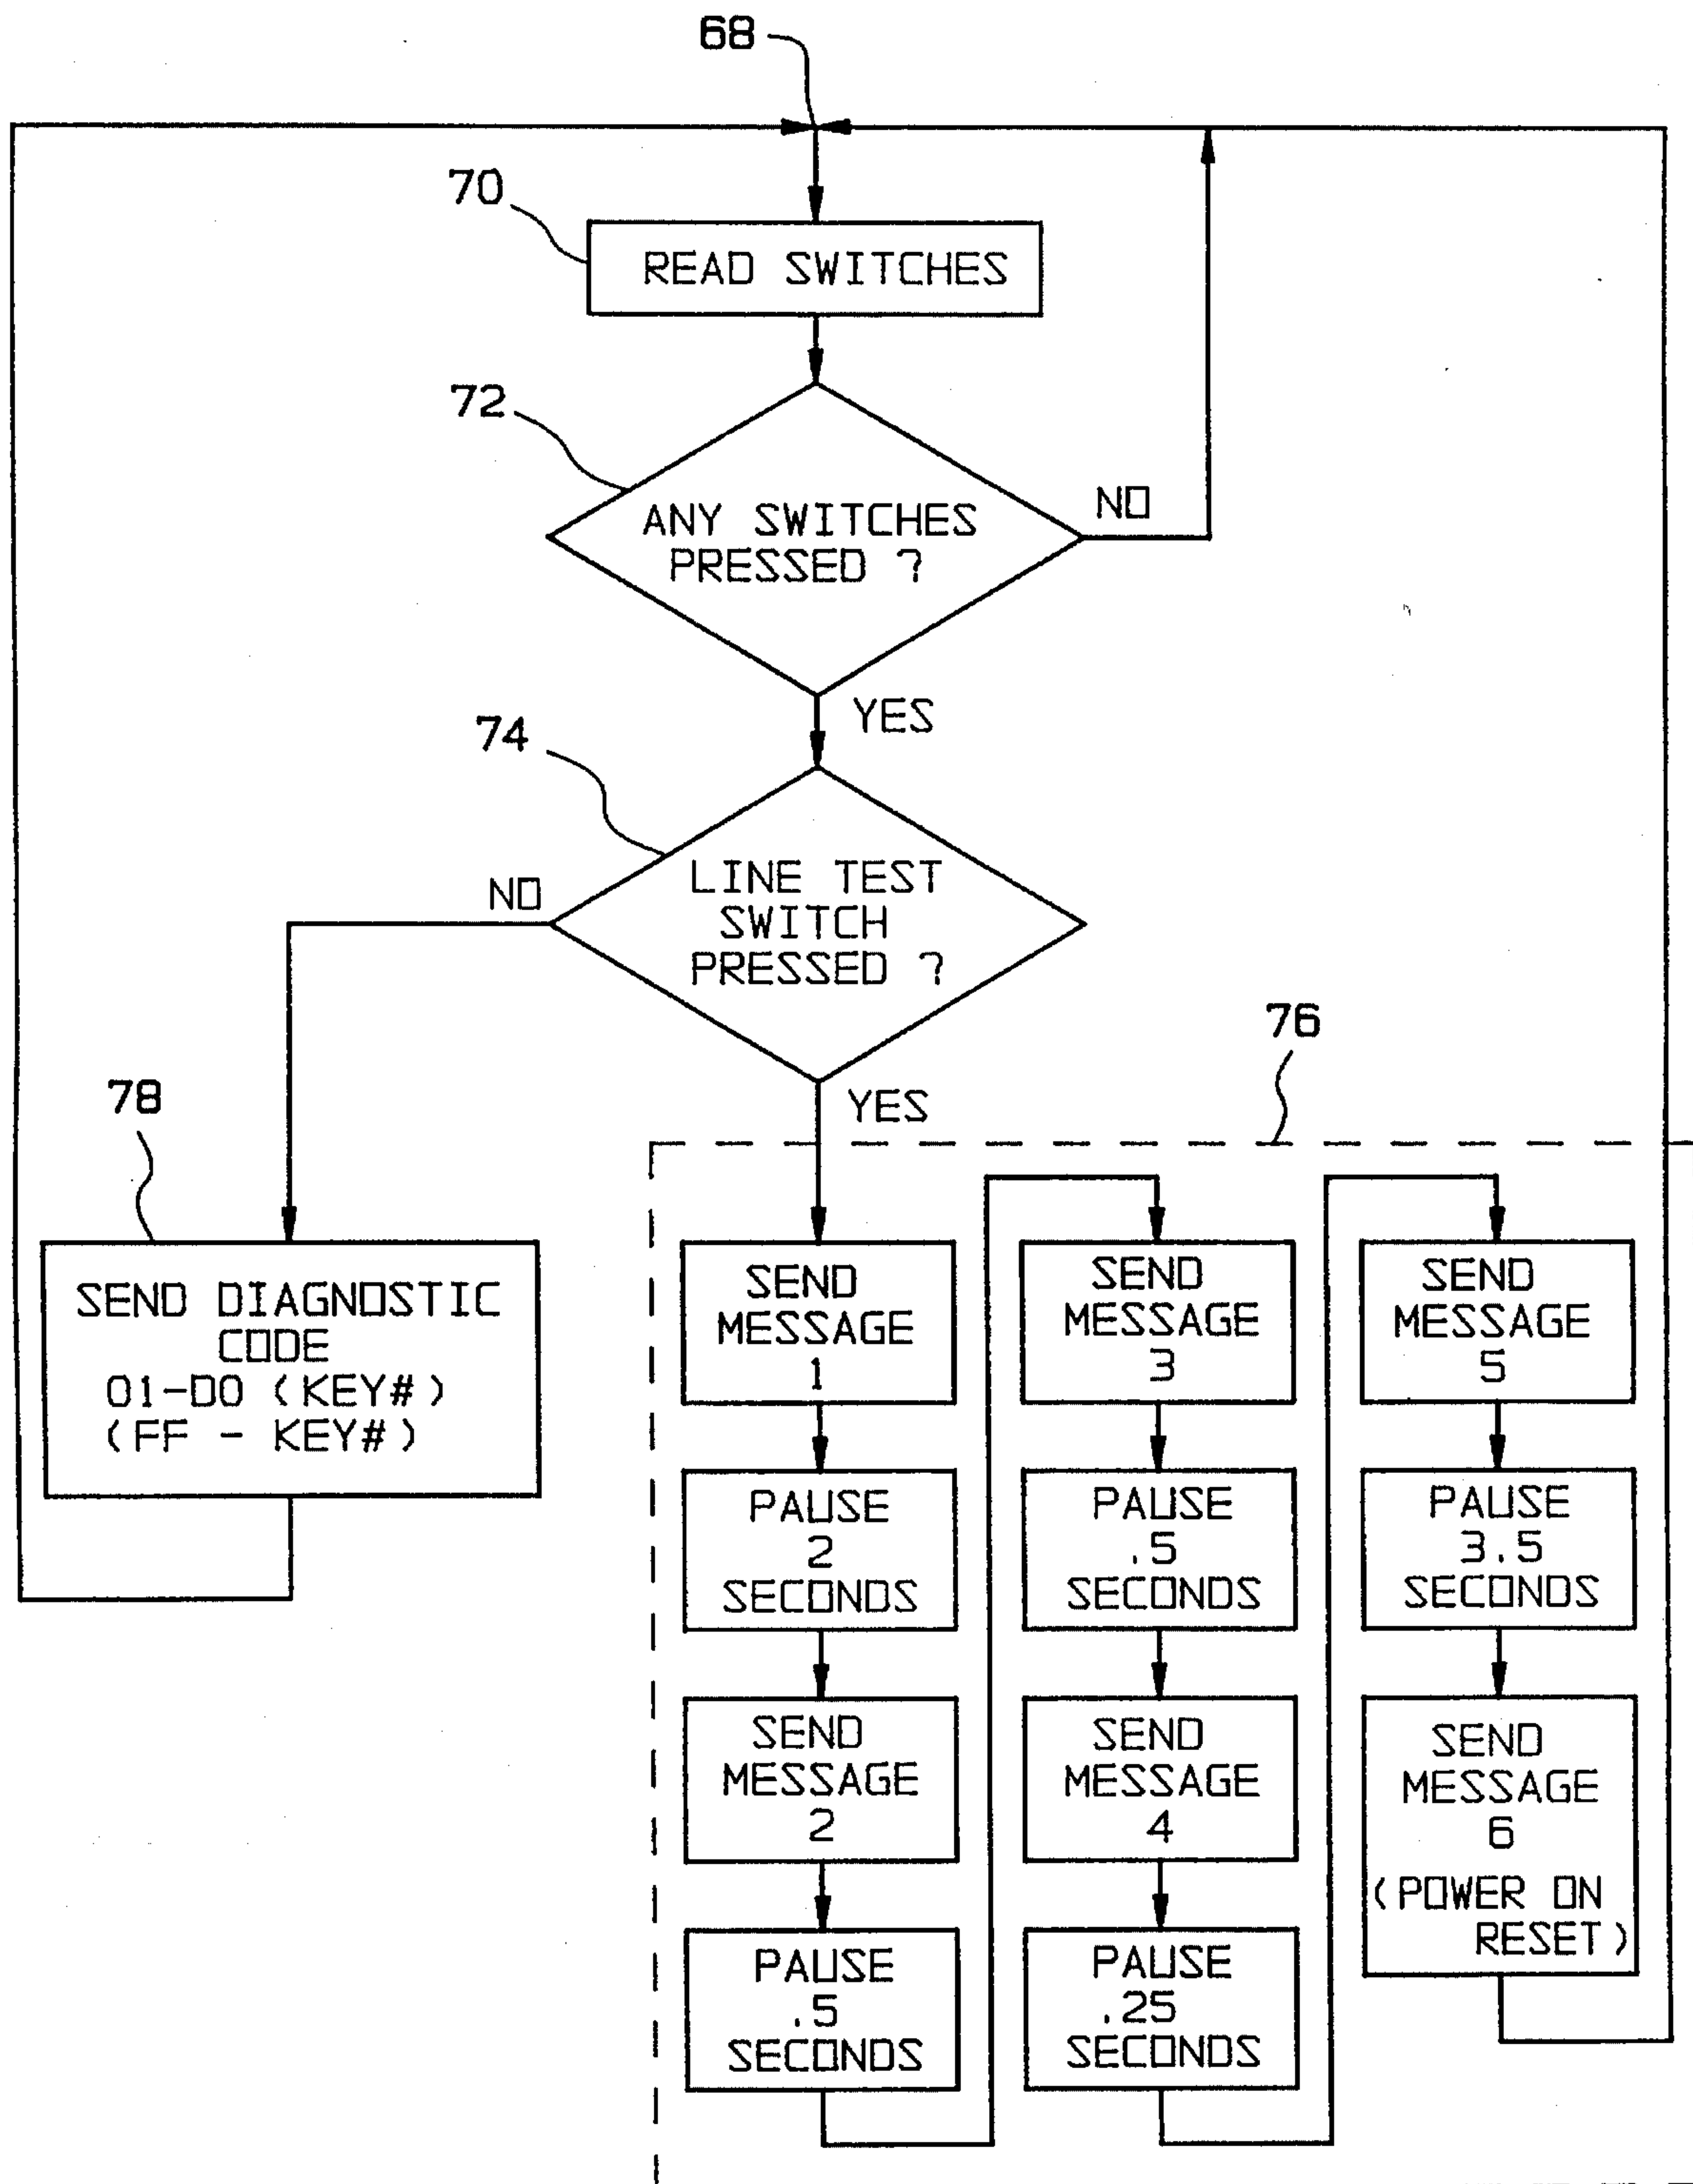 68
70
READ SWITCHES
72
ANY SWITCHES
PRESSED ?
NO
YES
74
LINE TEST
SWITCH
PRESSED ?
NO
YES
76
78
SEND DIAGNOSTIC
CODE
01-D0 (KEY#)
(FF - KEY#)
SEND
MESSAGE
1
PAUSE
2
SECONDS
SEND
MESSAGE
2
PAUSE
.5
SECONDS
SEND
MESSAGE
3
PAUSE
.5
SECONDS
SEND
MESSAGE
4
PAUSE
.25
SECONDS
SEND
MESSAGE
5
PAUSE
3.5
SECONDS
SEND
MESSAGE
6
(POWER ON
RESET)